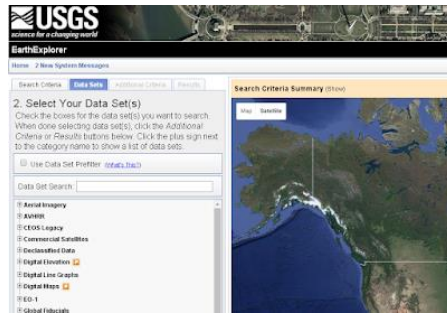 USGS
science for a changing world
EarthExplorer
Home 2 New System Messages
Search Criteria Data Sets Additional Criteria Results
2. Select Your Data Set(s)
Check the boxes for the data set(s) you want to search.
When done selecting data set(s), click the Additional
Criteria or Results buttons below. Click the plus sign next
to the category name to show a list of data sets.
Use Data Set Prefilter (What's This?)
Data Set Search:
Aerial Imagery
AVHRR
CEOS Legacy
Commercial Satellites
Declassified Data
Digital Elevation
Digital Line Graphs
Digital Maps
EO-1
Global Fiducials
Search Criteria Summary (Show)
Map Satellite